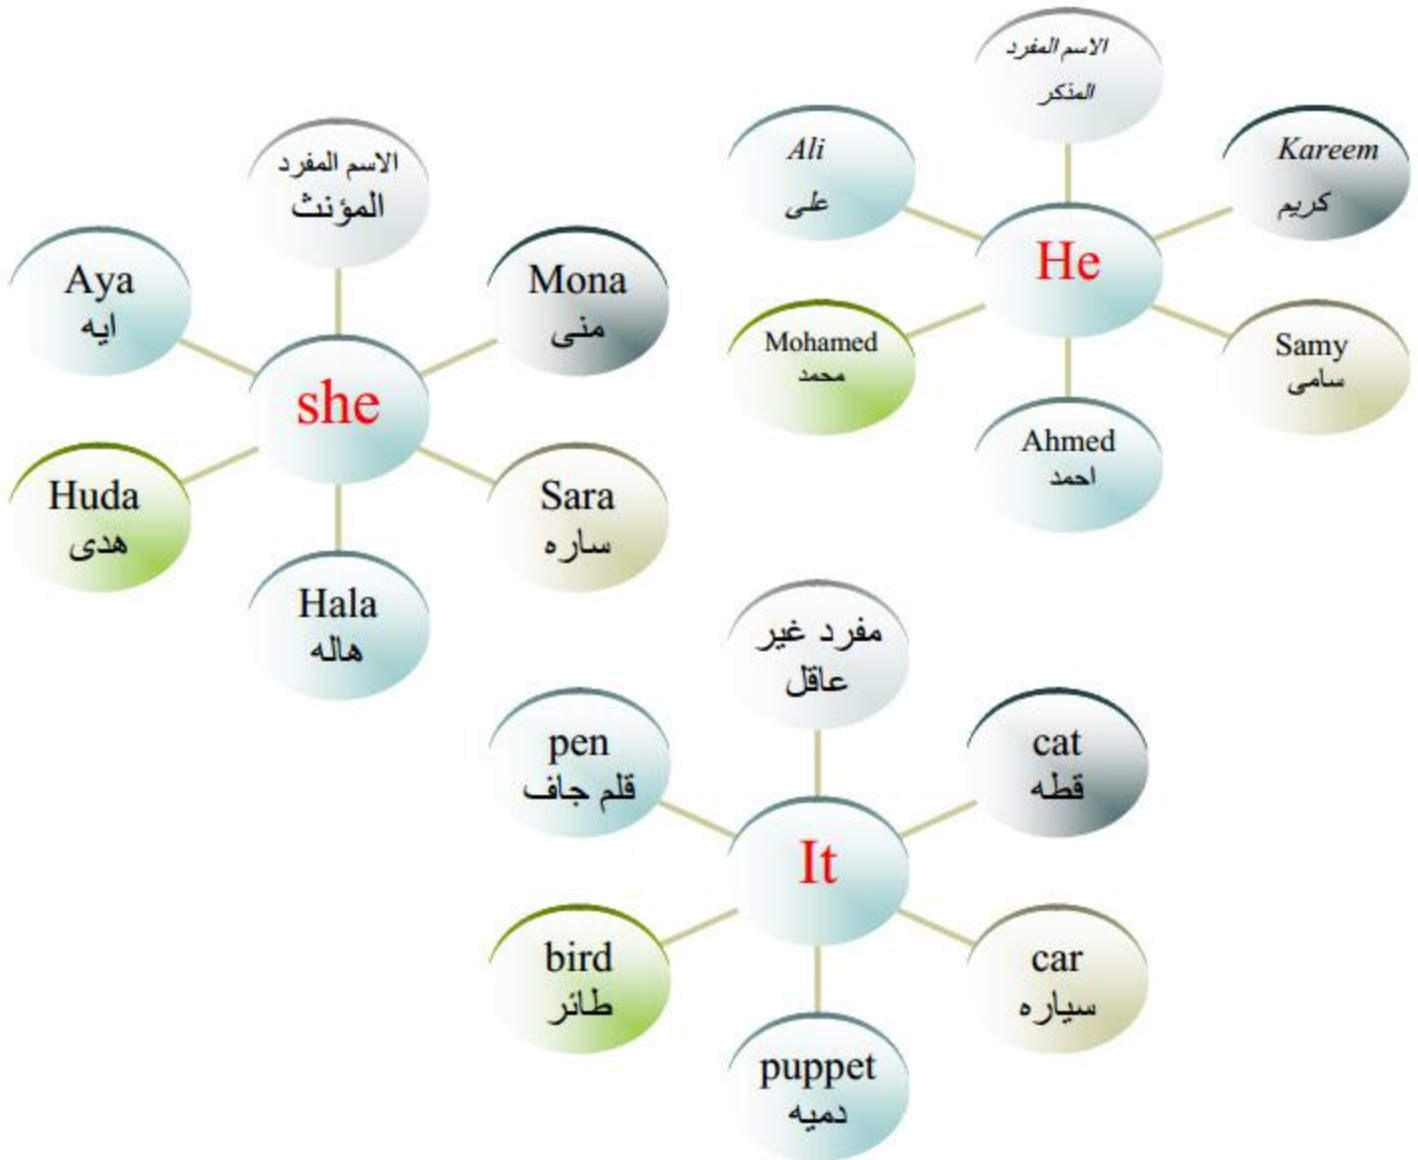 الاسم المفرد
المؤنث
Aya
ايه
Mona
منى
she
Huda
هدى
Sara
ساره
Hala
هاله
الاسم المفرد
المذكر
Ali
على
Kareem
كريم
He
Mohamed
محمد
Samy
سامى
Ahmed
احمد
مفرد غير
عاقل
pen
قلم جاف
cat
قطه
It
bird
طائر
car
سياره
puppet
دميه